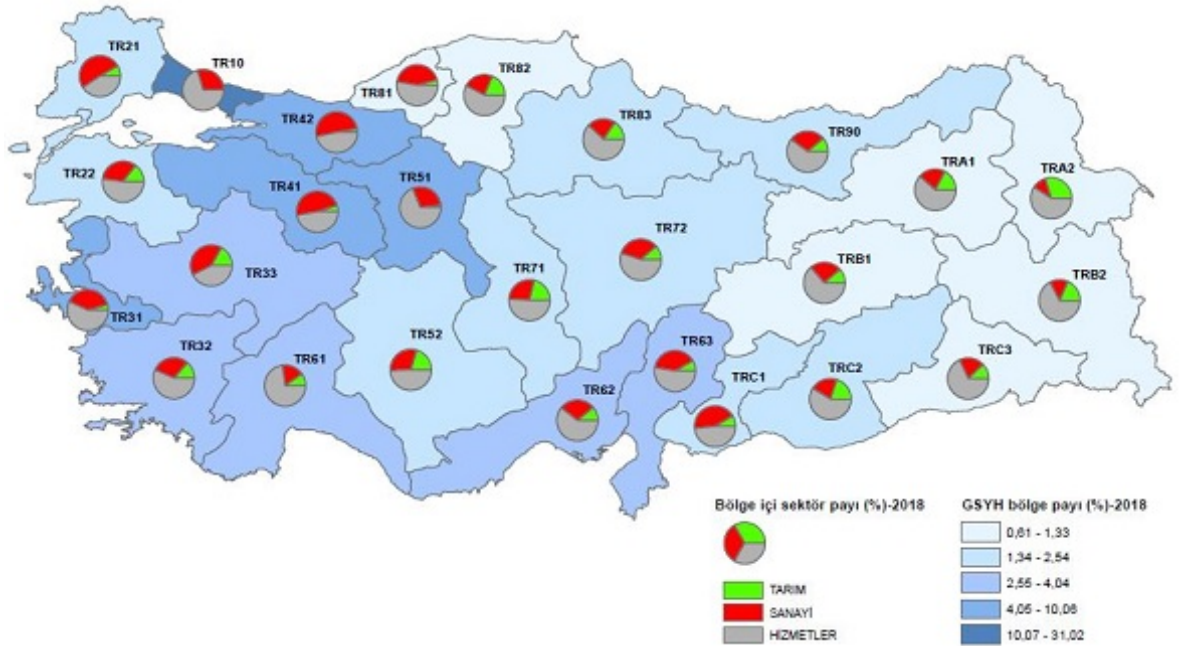 TR21
TR10
TR81
TR82
TR42
TR83
TR90
TR22
TR41
TR51
TRA1
TRA2
TR72
TR33
TR71
TRB1
TRB2
TR31
TR52
TR63
TR32
TR61
TRC1
TRC2
TRC3
TR62
Bölge içi sektör payı (%)-2018
TARIM
SANAYİ
HİZMETLER
GSYH bölge payı (%)-2018
0,61 - 1,33
1,34 - 2,54
2,55 - 4,04
4,05 - 10,06
10,07 - 31,02